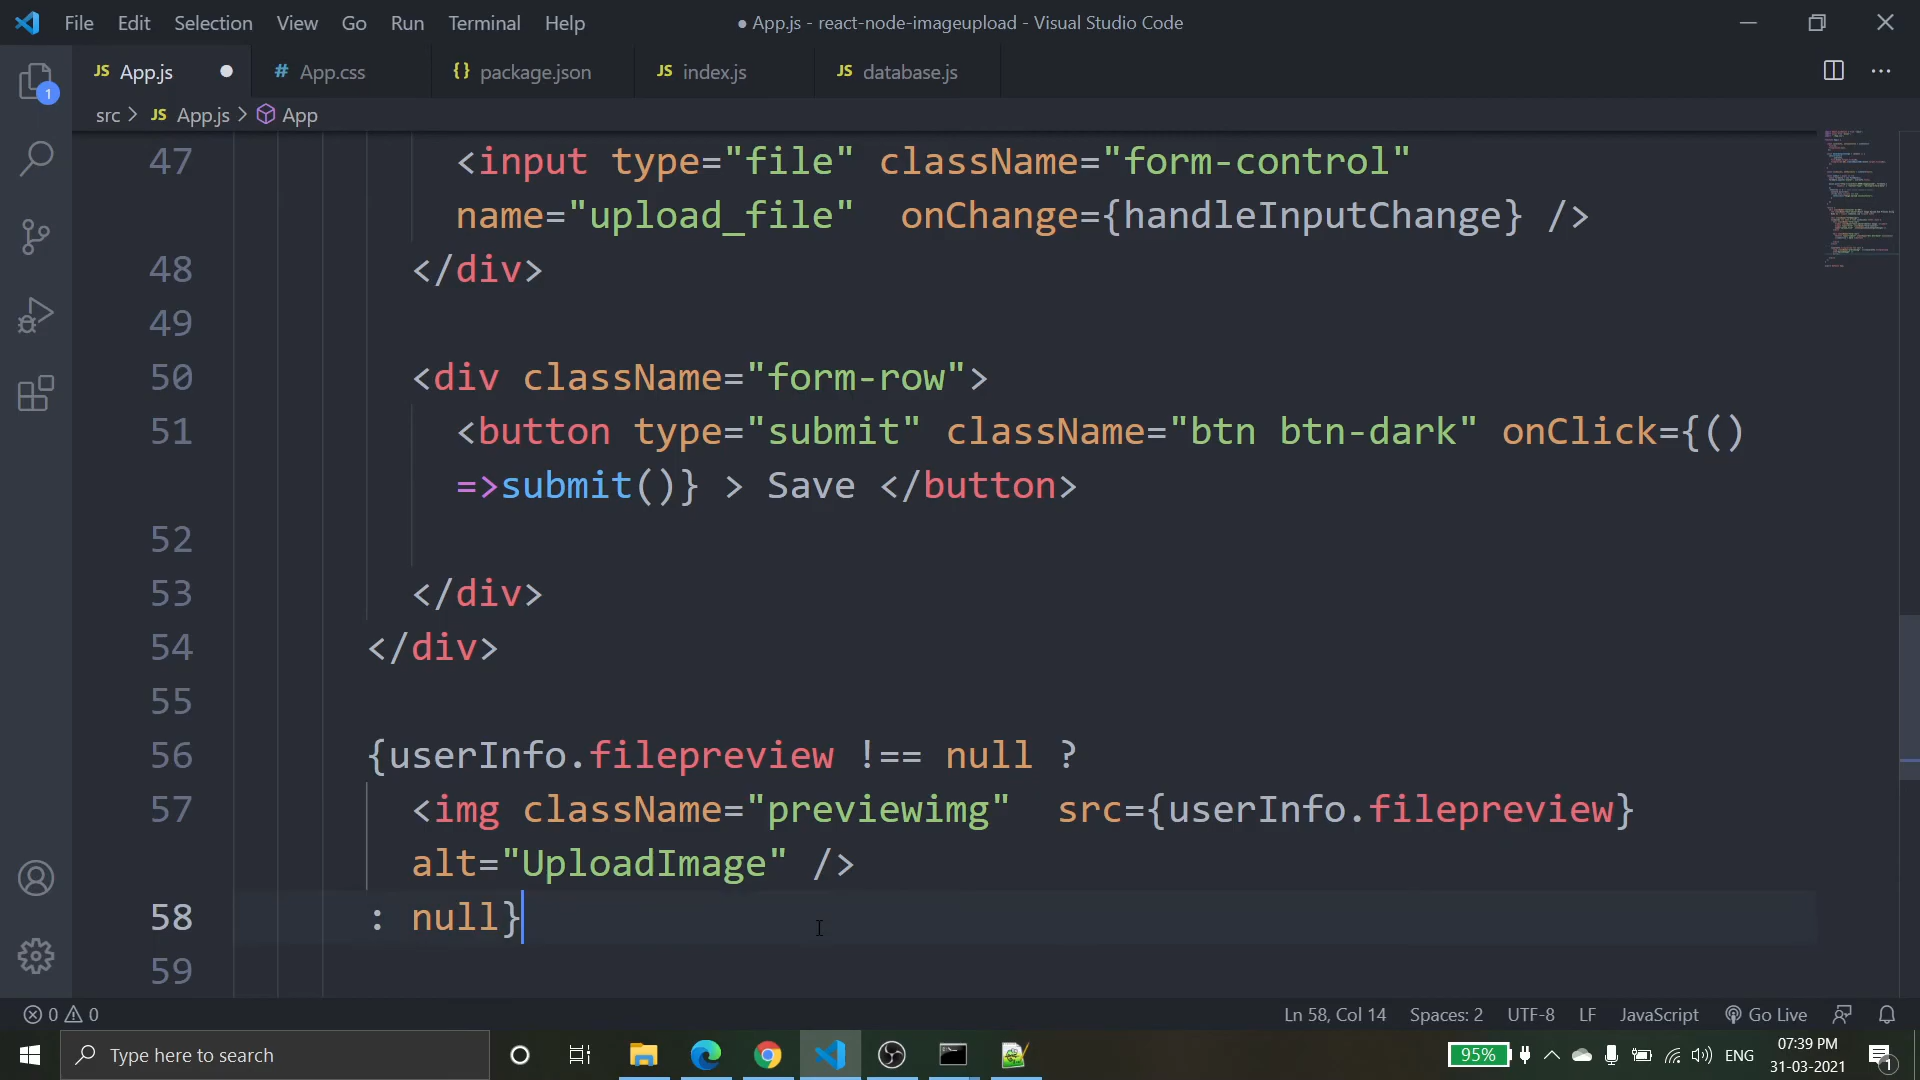 File Edit Selection View Go Run Terminal Help
● App.js - react-node-imageupload - Visual Studio Code
JS App.js
# App.css
{} package.json
JS index.js
JS database.js
1
src > JS App.js > App
47 <input type="file" className="form-control"
name="upload_file"  onChange={handleInputChange} />
48 </div>
49
50 <div className="form-row">
51 <button type="submit" className="btn btn-dark" onClick={()
=>submit()} > Save </button>
52
53 </div>
54 </div>
55
56 {userInfo.filepreview !== null ?
57 <img className="previewimg"  src={userInfo.filepreview}
alt="UploadImage" />
58 : null}
59
0 0
Ln 58, Col 14 Spaces: 2 UTF-8 LF JavaScript Go Live
Type here to search
95%
ENG
07:39 PM
31-03-2021
1